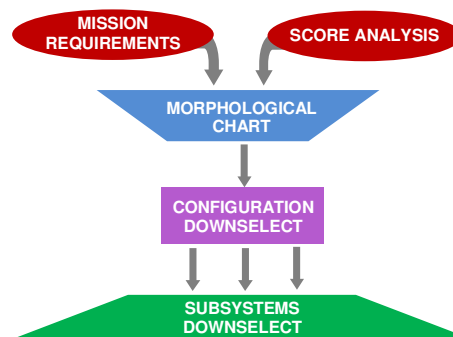 MISSION
REQUIREMENTS
SCORE ANALYSIS
MORPHOLOGICAL
CHART
CONFIGURATION
DOWNSELECT
SUBSYSTEMS
DOWNSELECT